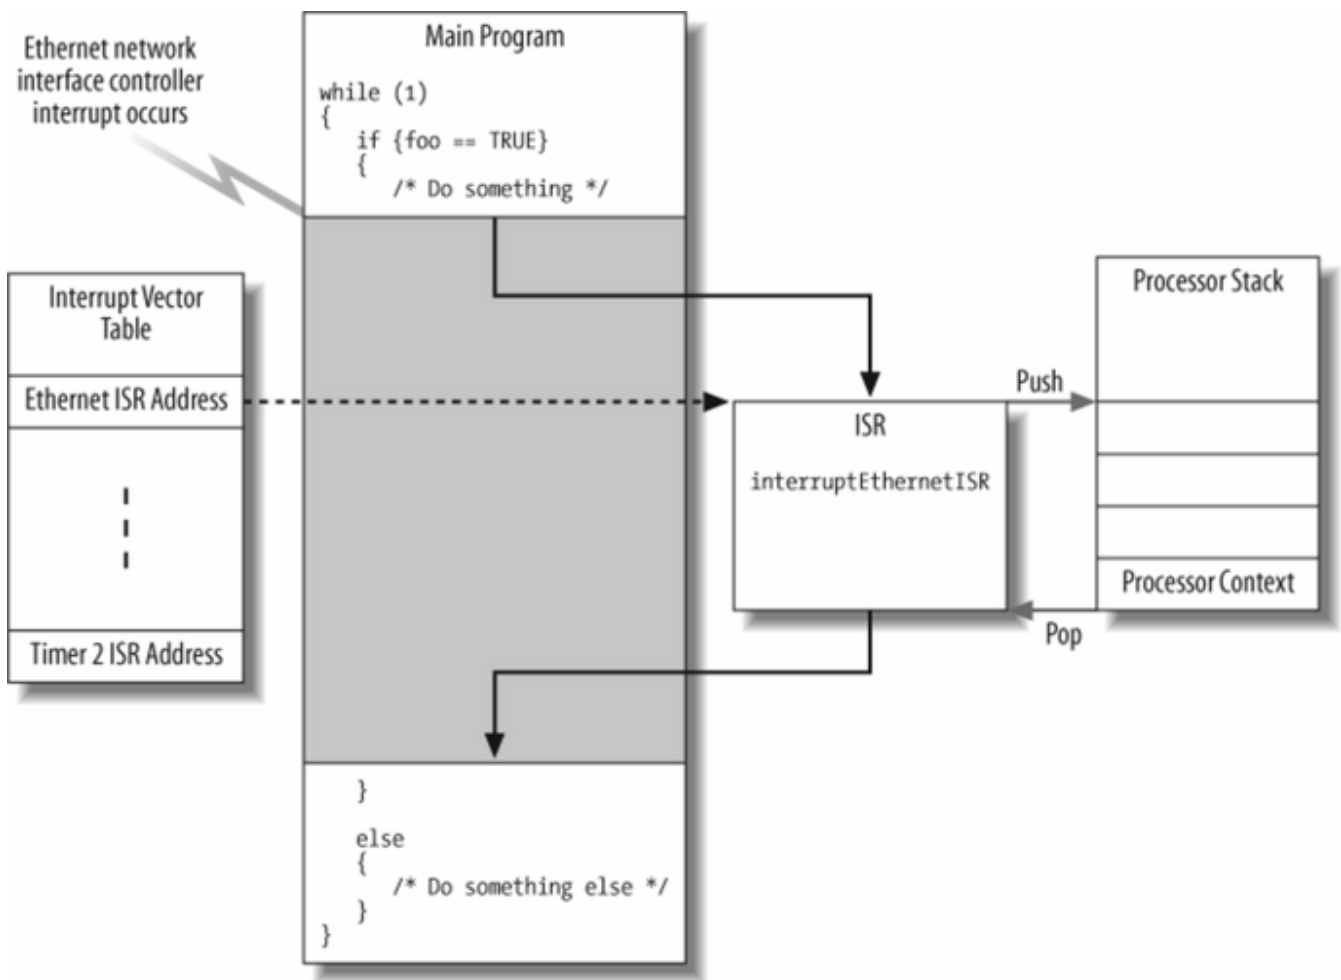 Ethernet network
interface controller
interrupt occurs
Main Program
while (1)
{
if {foo == TRUE}
{
/* Do something */
Interrupt Vector
Table
Ethernet ISR Address
Timer 2 ISR Address
ISR
interruptEthernetISR
Push
Pop
Processor Stack
Processor Context
}
else
{
/* Do something else */
}
}